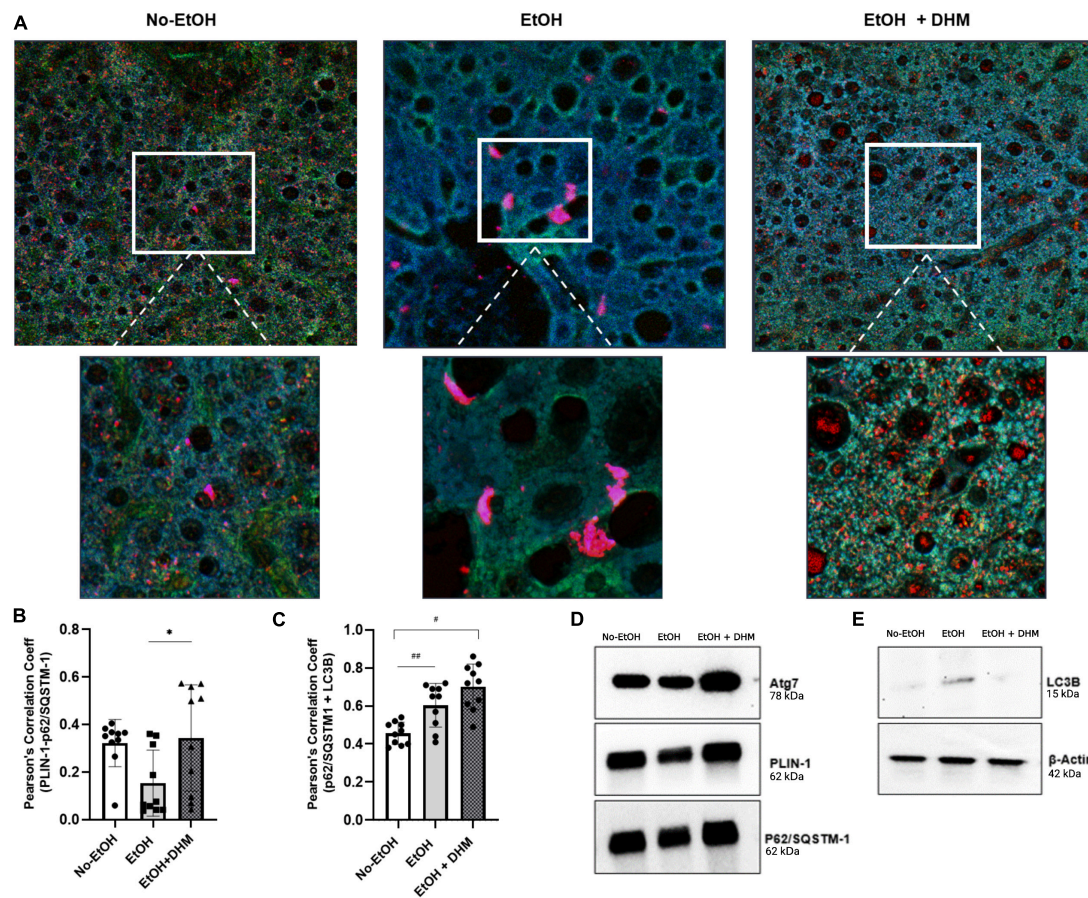 A
No-EtOH
EtOH
EtOH + DHM
B
Pearson's Correlation Coeff
(PLIN-1-p62/SQSTM-1)
0.8
0.6
0.4
0.2
0.0
*
No-EtOH
EtOH
EtOH+DHM
C
Pearson's Correlation Coeff
(p62/SQSTM1 + LC3B)
1.0
0.8
0.6
0.4
0.2
0.0
#
##
No-EtOH
EtOH
EtOH + DHM
D
No-EtOH
EtOH
EtOH + DHM
Atg7
78 kDa
PLIN-1
62 kDa
P62/SQSTM-1
62 kDa
E
No-EtOH
EtOH
EtOH + DHM
LC3B
15 kDa
β-Actin
42 kDa